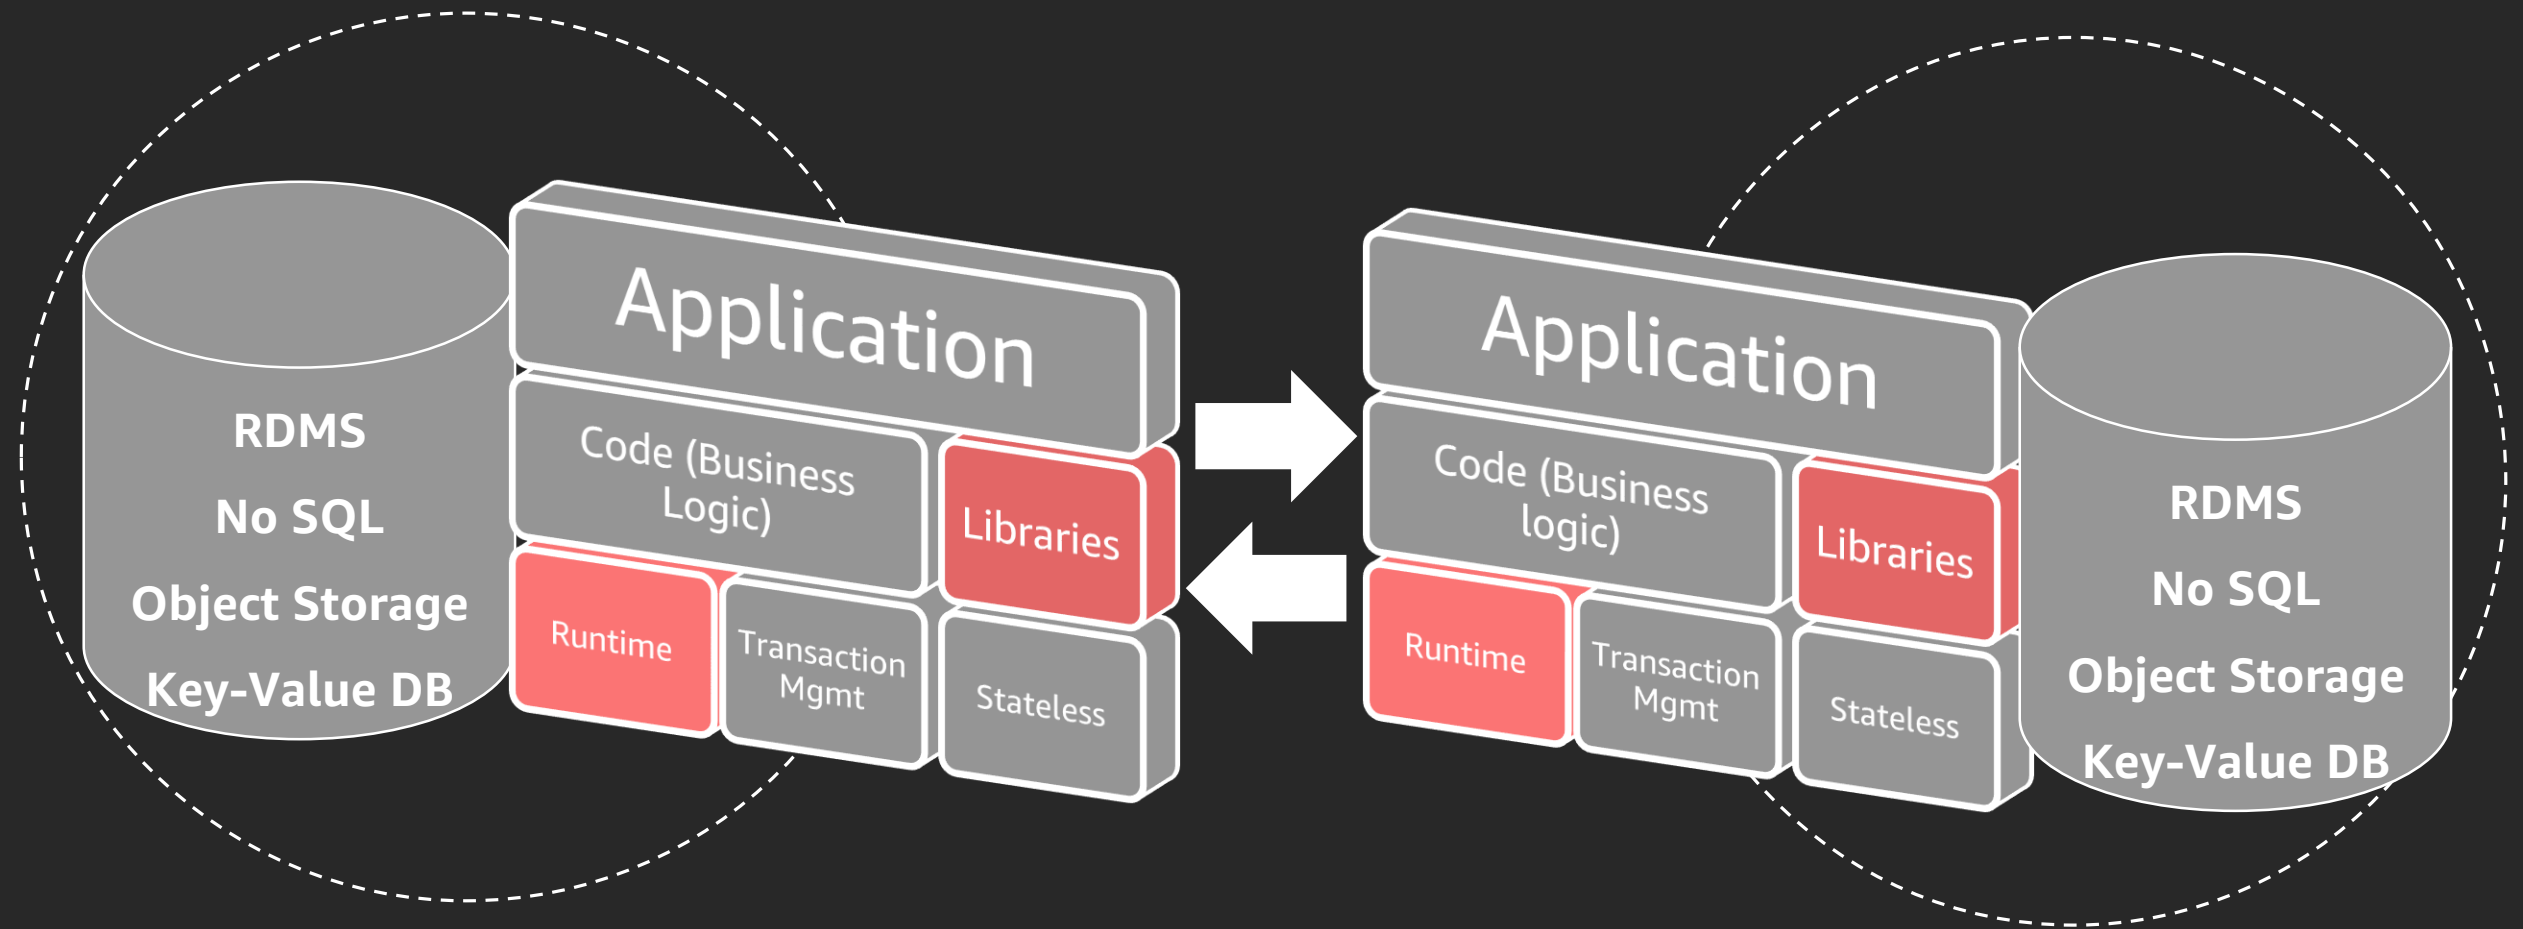 RDMS
No SQL
Object Storage
Key-Value DB
Application
Code (Business
Logic)
Libraries
Runtime
Transaction
Mgmt
Stateless
Application
Code (Business
logic)
Libraries
Runtime
Transaction
Mgmt
Stateless
RDMS
No SQL
Object Storage
Key-Value DB